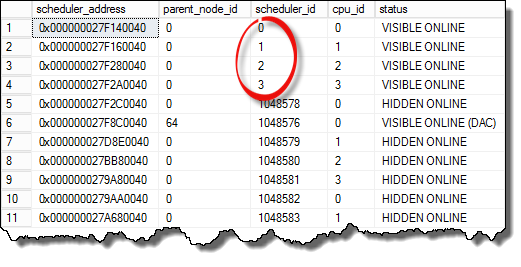 scheduler_address parent_node_id scheduler_id cpu_id status
1 0x000000027F140040 0 0 0 VISIBLE ONLINE
2 0x000000027F160040 0 1 1 VISIBLE ONLINE
3 0x000000027F280040 0 2 2 VISIBLE ONLINE
4 0x000000027F2A0040 0 3 3 VISIBLE ONLINE
5 0x000000027F2C0040 0 1048578 0 HIDDEN ONLINE
6 0x000000027F8C0040 64 1048576 0 VISIBLE ONLINE (DAC)
7 0x000000027D8E0040 0 1048579 1 HIDDEN ONLINE
8 0x000000027BB80040 0 1048580 2 HIDDEN ONLINE
9 0x000000279A80040 0 1048581 3 HIDDEN ONLINE
10 0x000000279AA0040 0 1048582 0 HIDDEN ONLINE
11 0x000000027A680040 0 1048583 1 HIDDEN ONLINE